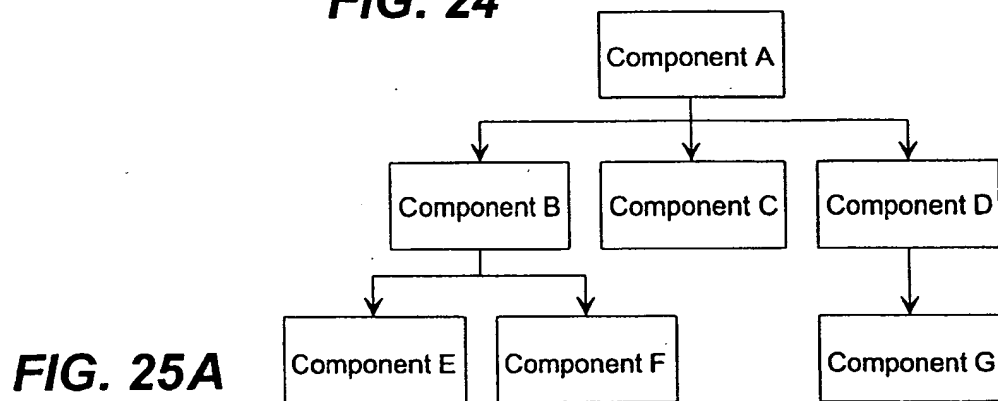 FIG. 24
Component A
Component B
Component C
Component D
Component E
Component F
Component G
FIG. 25A